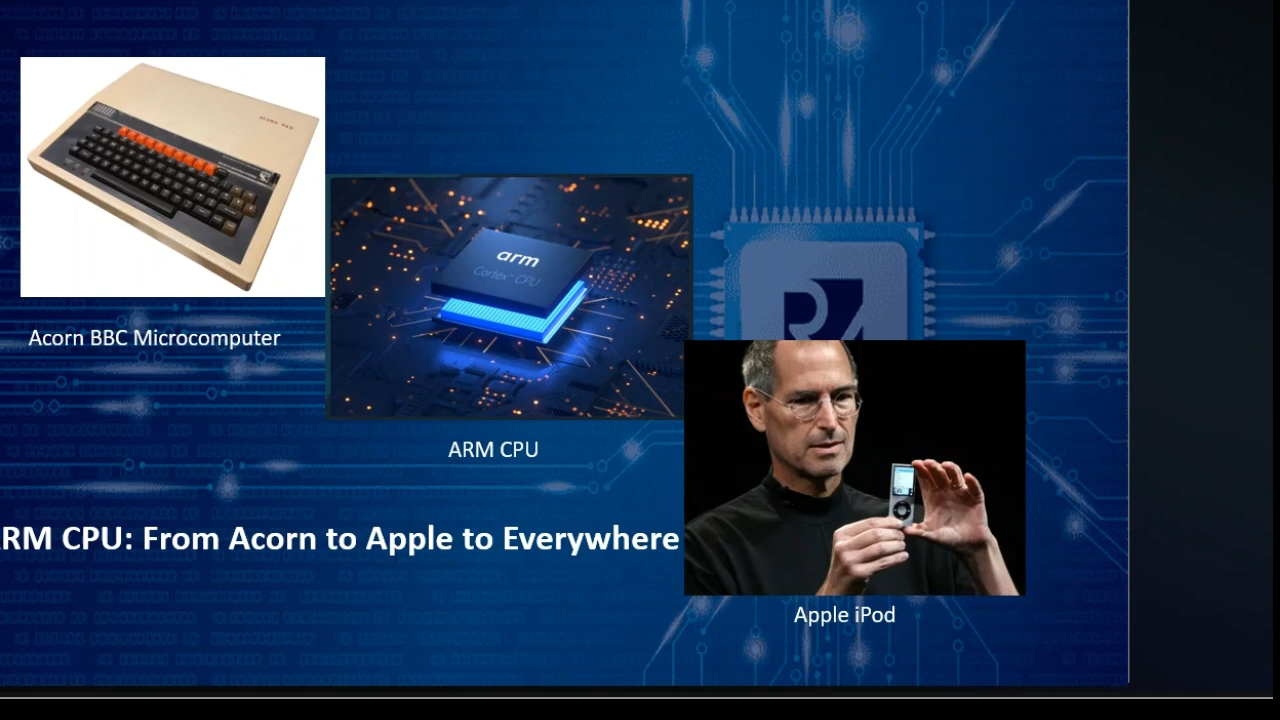 Acorn BBC Microcomputer
arm
Cortex CPU
ARM CPU
RM CPU: From Acorn to Apple to Everywhere
Apple iPod